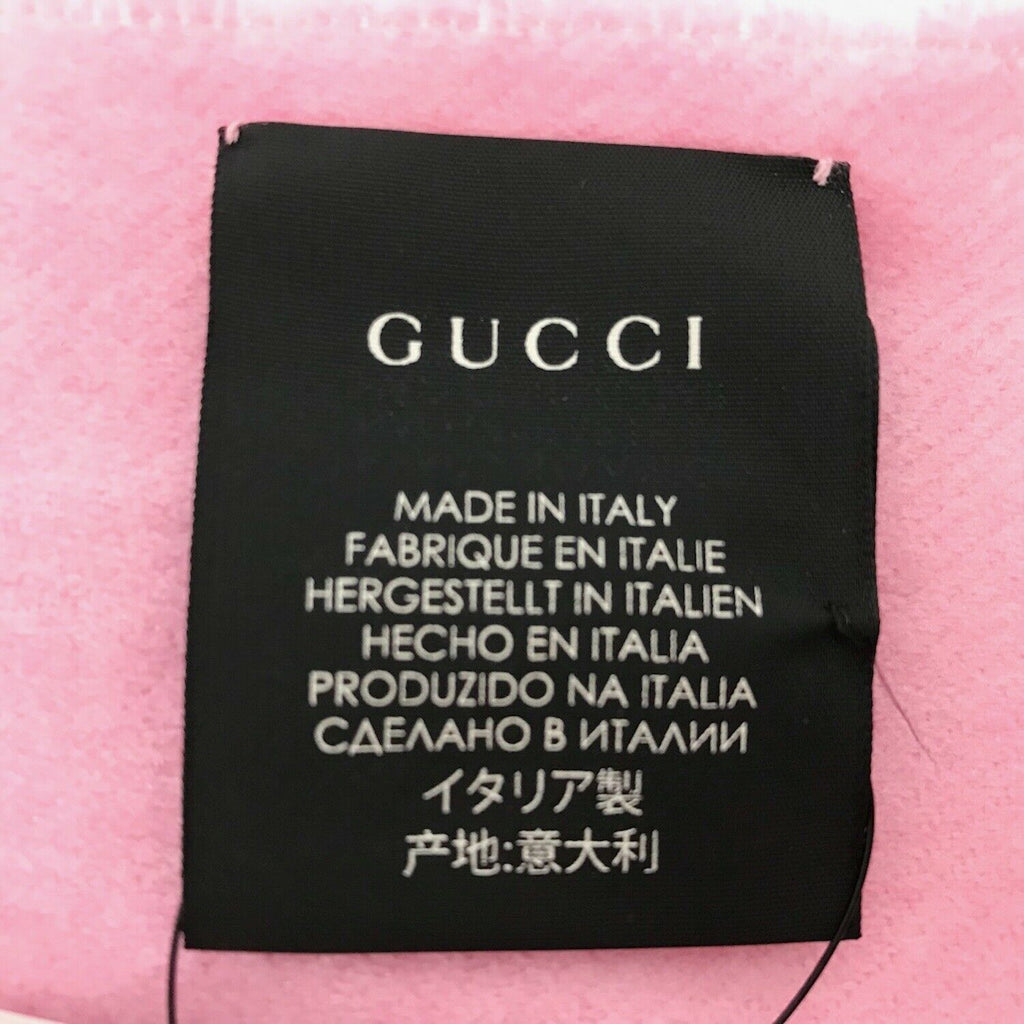 GUCCI
MADE IN ITALY
FABRIQUE EN ITALIE
HERGESTELLT IN ITALIEN
HECHO EN ITALIA
PRODUZIDO NA ITALIA
СДЕЛАНО В ИТАЛИИ
イタリア製
产地:意大利